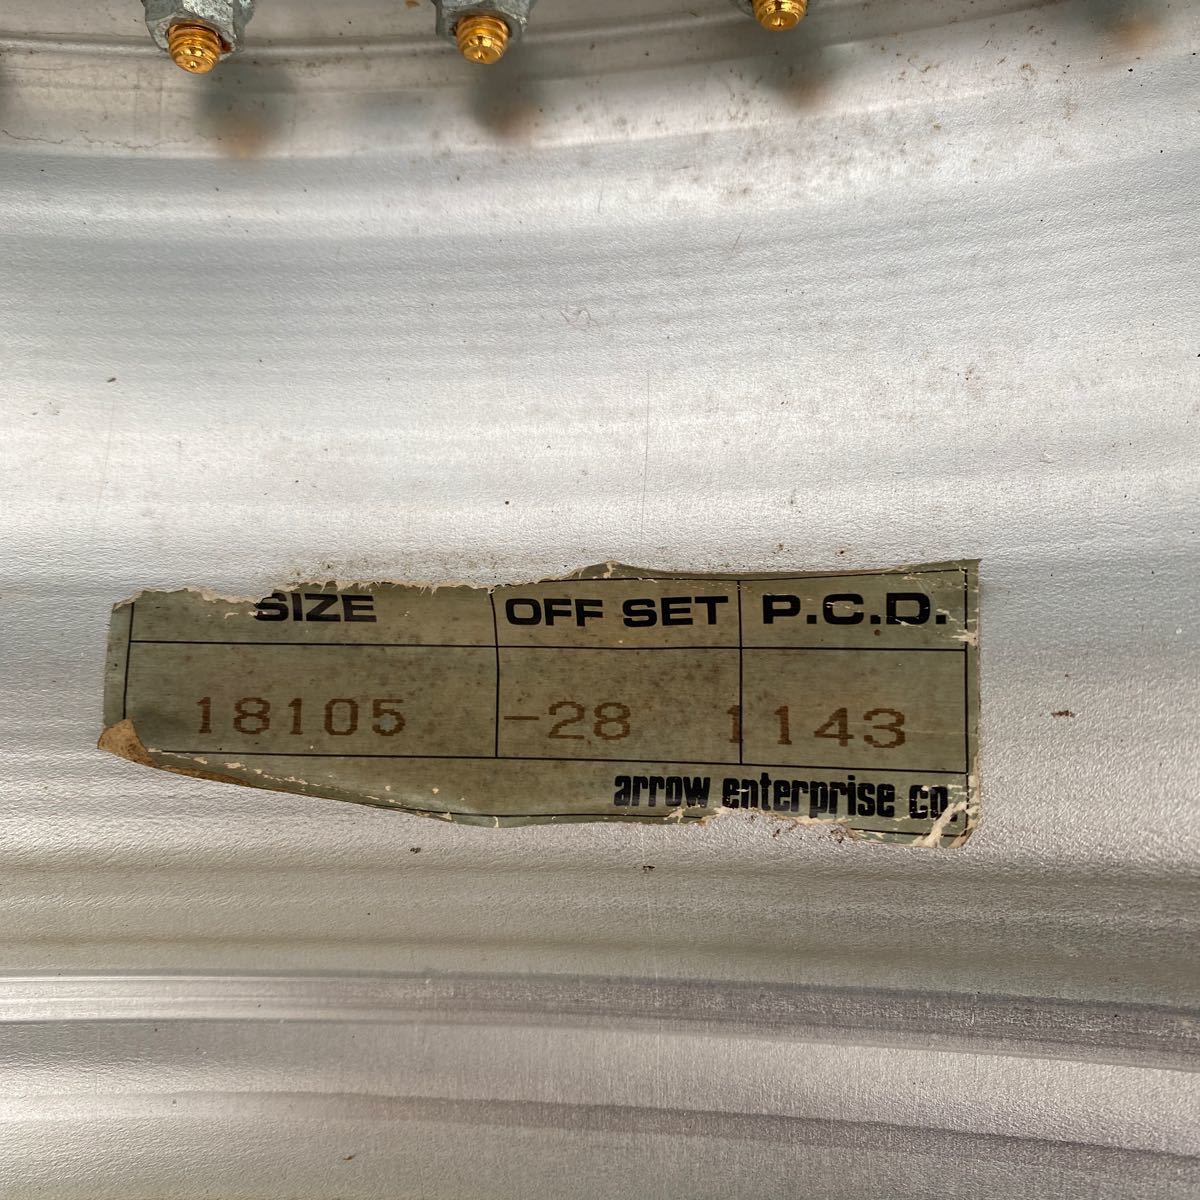 SIZE OFF SET P.C.D.
18105 -28 1143
arrow enterprise co.